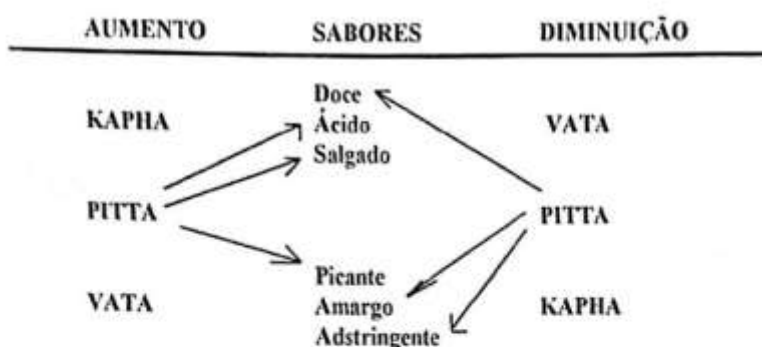 AUMENTO SABORES DIMINUIÇÃO
Doce
KAPHA Ácido VATA
Salgado
PITTA PITTA
Picante
VATA Amargo KAPHA
Adstringente